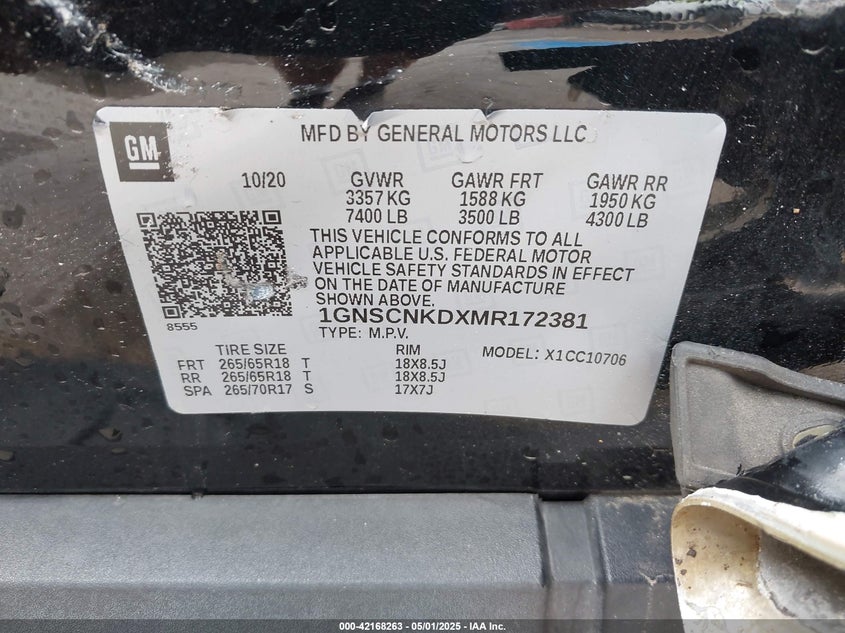 GM
MFD BY GENERAL MOTORS LLC
10/20
GVWR GAWR FRT GAWR RR
3357 KG 1588 KG 1950 KG
7400 LB 3500 LB 4300 LB
THIS VEHICLE CONFORMS TO ALL
APPLICABLE U.S. FEDERAL MOTOR
VEHICLE SAFETY STANDARDS IN EFFECT
ON THE DATE OF MANUFACTURE
SHOWN ABOVE.
8555
1GNSCNKDXMR172381
TYPE: M.P.V.
TIRE SIZE RIM MODEL: X1CC10706
FRT 265/65R18 T 18X8.5J
RR 265/65R18 T 18X8.5J
SPA 265/70R17 S 17X7J
000-42168263 - 05/01/2025 - IAA Inc.